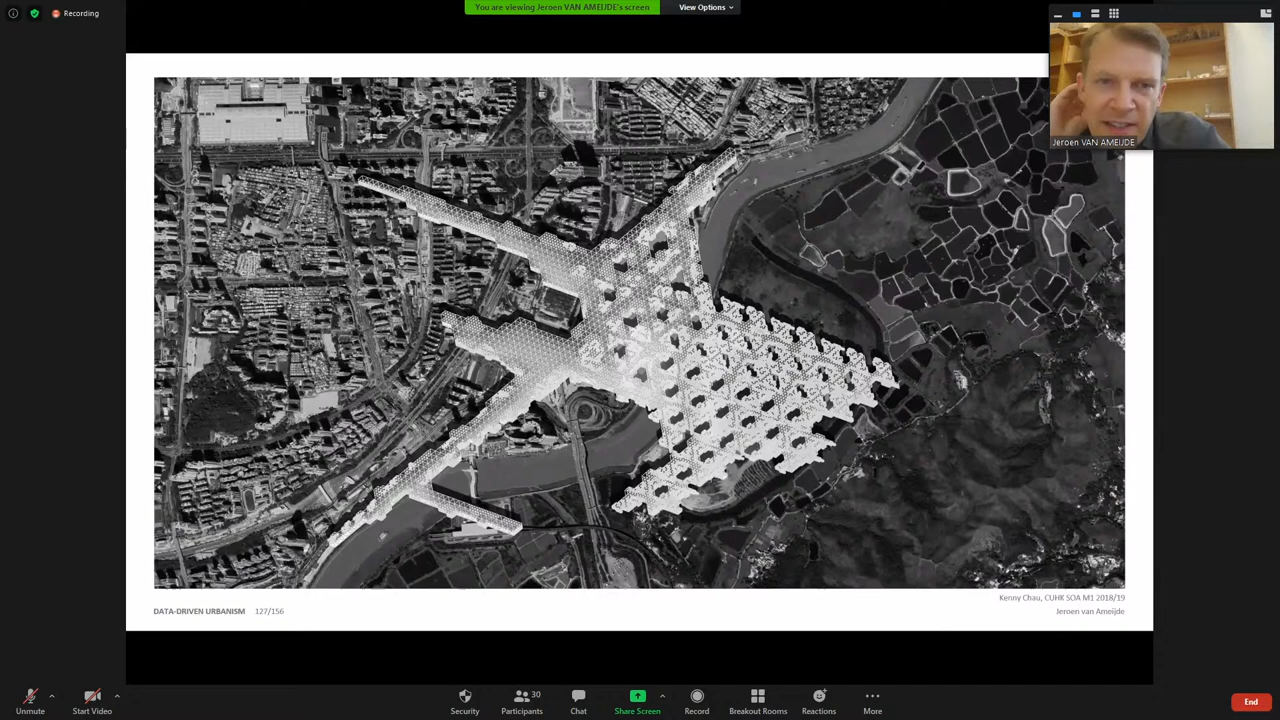 Recording
You are viewing Jeroen VAN AMEIJDE's screen
View Options
Jeroen VAN AMEIJDE
Kenny Chau, CUHK SOA M1 2018/19
DATA-DRIVEN URBANISM 127/156
Jeroen van Ameijde
Unmute
Start Video
Security
Participants
30
Chat
Share Screen
Record
Breakout Rooms
Reactions
More
End